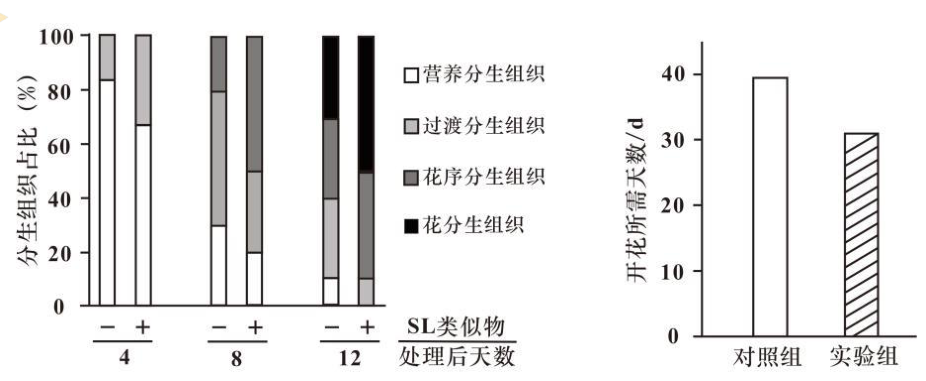 分生组织占比(%)
100
80
60
40
20
0
营养分生组织
过渡分生组织
花序分生组织
花分生组织
− + − + − + SL类似物
4 8 12 处理后天数
开花所需天数/d
40
30
20
10
0
对照组 实验组